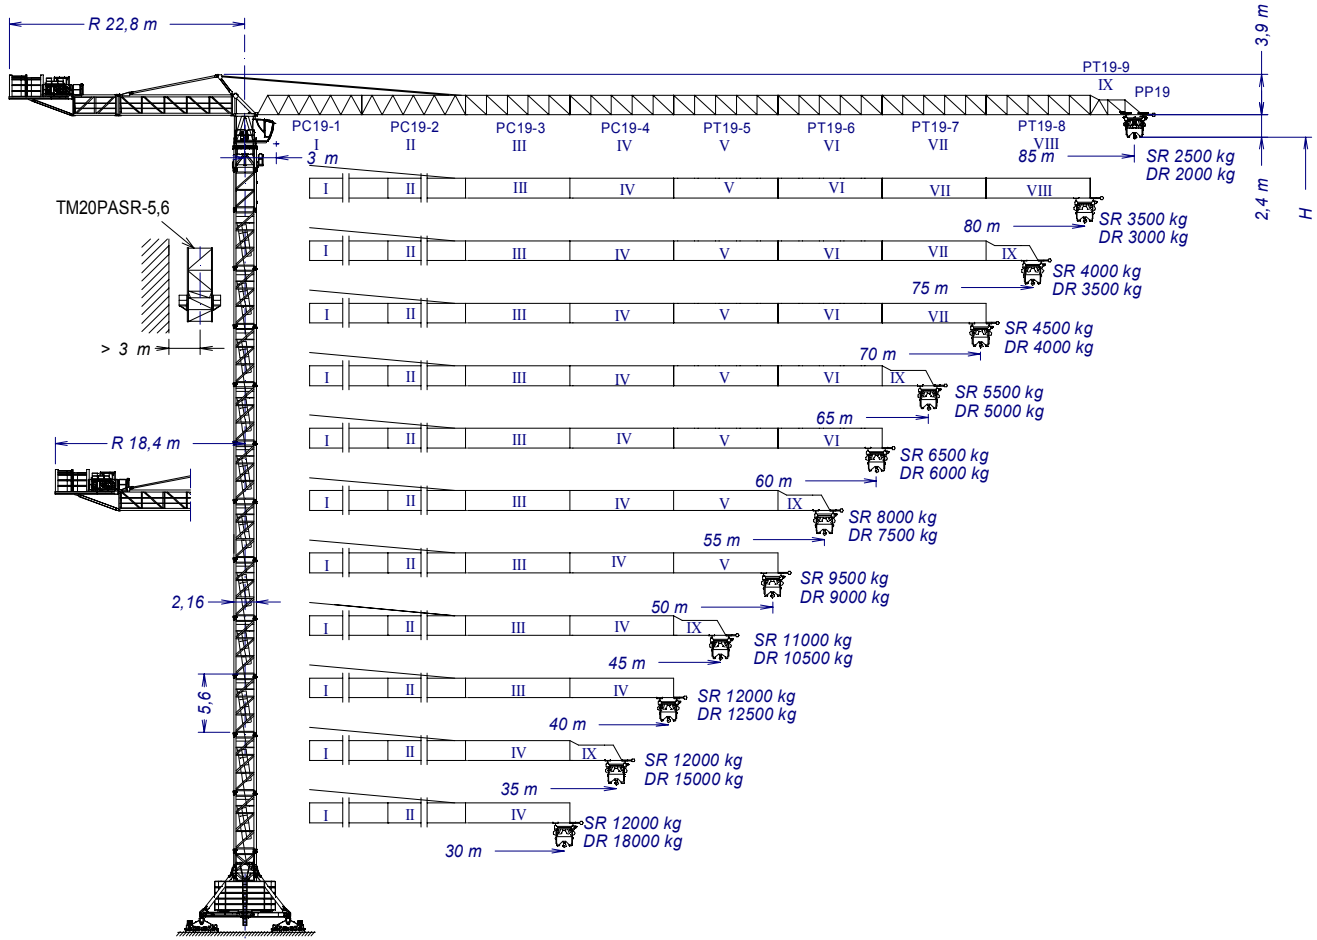 R 22,8 m
3,9 m
PT19-9
IX
PP19
PC19-1
PC19-2
PC19-3
PC19-4
PT19-5
PT19-6
PT19-7
PT19-8
I
II
III
IV
V
VI
VII
VIII
+
3 m
85 m
SR 2500 kg
DR 2000 kg
2,4 m
H
I
II
III
IV
V
VI
VII
VIII
80 m
SR 3500 kg
DR 3000 kg
TM20PASR-5,6
I
II
III
IV
V
VI
VII
IX
75 m
SR 4000 kg
DR 3500 kg
I
II
III
IV
V
VI
VII
70 m
SR 4500 kg
DR 4000 kg
> 3 m
I
II
III
IV
V
VI
IX
65 m
SR 5500 kg
DR 5000 kg
R 18,4 m
I
II
III
IV
V
VI
60 m
SR 6500 kg
DR 6000 kg
I
II
III
IV
V
IX
55 m
SR 8000 kg
DR 7500 kg
I
II
III
IV
V
50 m
SR 9500 kg
DR 9000 kg
2,16
I
II
III
IV
IX
45 m
SR 11000 kg
DR 10500 kg
5,6
I
II
III
IV
40 m
SR 12000 kg
DR 12500 kg
I
II
IV
IX
35 m
SR 12000 kg
DR 15000 kg
I
II
IV
30 m
SR 12000 kg
DR 18000 kg